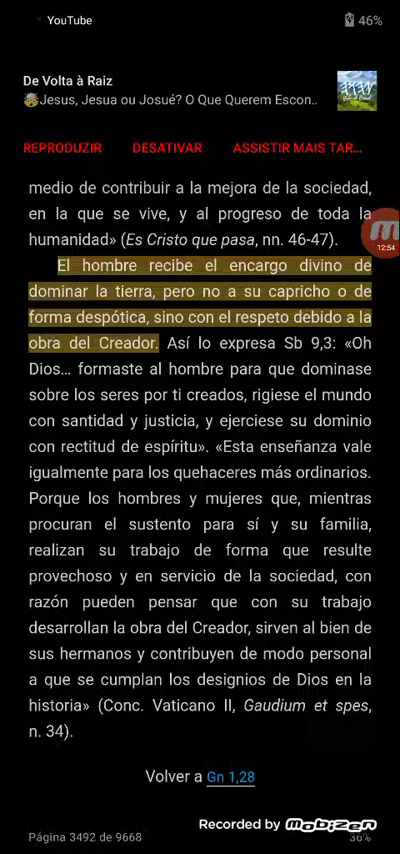 YouTube
46%
De Volta à Raiz
Jesus, Jesua ou Josué? O Que Querem Escon..
REPRODUZIR DESATIVAR ASSISTIR MAIS TAR...
medio de contribuir a la mejora de la sociedad,
en la que se vive, y al progreso de toda la
humanidad» (Es Cristo que pasa, nn. 46-47).
12:54
El hombre recibe el encargo divino de
dominar la tierra, pero no a su capricho o de
forma despótica, sino con el respeto debido a la
obra del Creador. Así lo expresa Sb 9,3: «Oh
Dios… formaste al hombre para que dominase
sobre los seres por ti creados, rigiese el mundo
con santidad y justicia, y ejerciese su dominio
con rectitud de espíritu». «Esta enseñanza vale
igualmente para los quehaceres más ordinarios.
Porque los hombres y mujeres que, mientras
procuran el sustento para sí y su familia,
realizan su trabajo de forma que resulte
provechoso y en servicio de la sociedad, con
razón pueden pensar que con su trabajo
desarrollan la obra del Creador, sirven al bien de
sus hermanos y contribuyen de modo personal
a que se cumplan los designios de Dios en la
historia» (Conc. Vaticano II, Gaudium et spes,
n. 34).
Volver a Gn 1,28
Recorded by mobizen
Página 3492 de 9668
36%